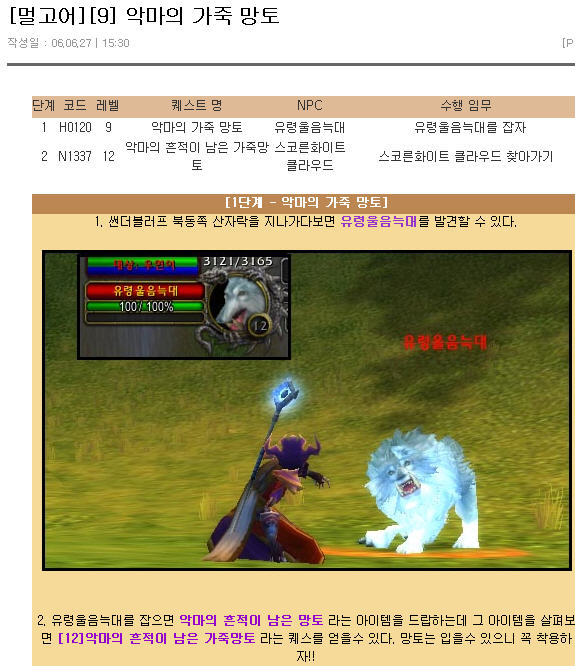 [멀고어][9] 악마의 가죽 망토
작성일 : 06.06.27 | 15:30 [P
단계 코드 레벨 퀘스트 명 NPC 수행 임무
1 H0120 9 악마의 가죽 망토 유령울음늑대 유령울음늑대를 잡자
2 N1337 12 악마의 흔적이 남은 가죽망토 스코른화이트 클라우드 스코른화이트 클라우드 찾아가기
[1단계 - 악마의 가죽 망토]
1. 썬더블러프 북동쪽 산자락을 지나가다보면 유령울음늑대를 발견할 수 있다.
3121/3165
유령울음늑대
100 / 100%
12
유령울음늑대
2. 유령울음늑대를 잡으면 악마의 흔적이 남은 망토 라는 아이템을 드랍하는데 그 아이템을 살펴보
면 [12]악마의 흔적이 남은 가죽망토 라는 퀘스를 얻을수 있다. 망토는 입을수 있으니 꼭 착용하
자!!